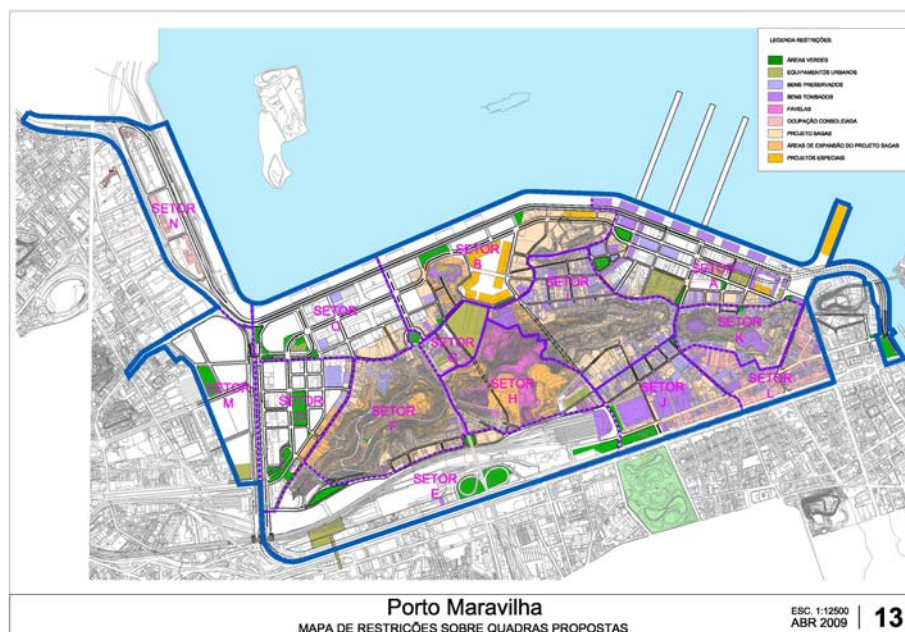 LEGENDA RESTRIÇÕES:
ÁREAS VERDES
EQUIPAMENTOS URBANOS
BENS PRESERVADOS
BENS TOMBADOS
FAVELAS
OCUPAÇÃO CONSOLIDADA
PROJETO SAGAS
ÁREAS DE EXPANSÃO DO PROJETO SAGAS
PROJETOS ESPECIAIS
SETOR
N
SETOR
B
SETOR
A
SETOR
I
SETOR
C
SETOR
G
SETOR
K
SETOR
M
SETOR
SETOR
F
SETOR
H
SETOR
J
SETOR
L
SETOR
E
Porto Maravilha
MAPA DE RESTRIÇÕES SOBRE QUADRAS PROPOSTAS
ESC. 1:12500
ABR 2009
13